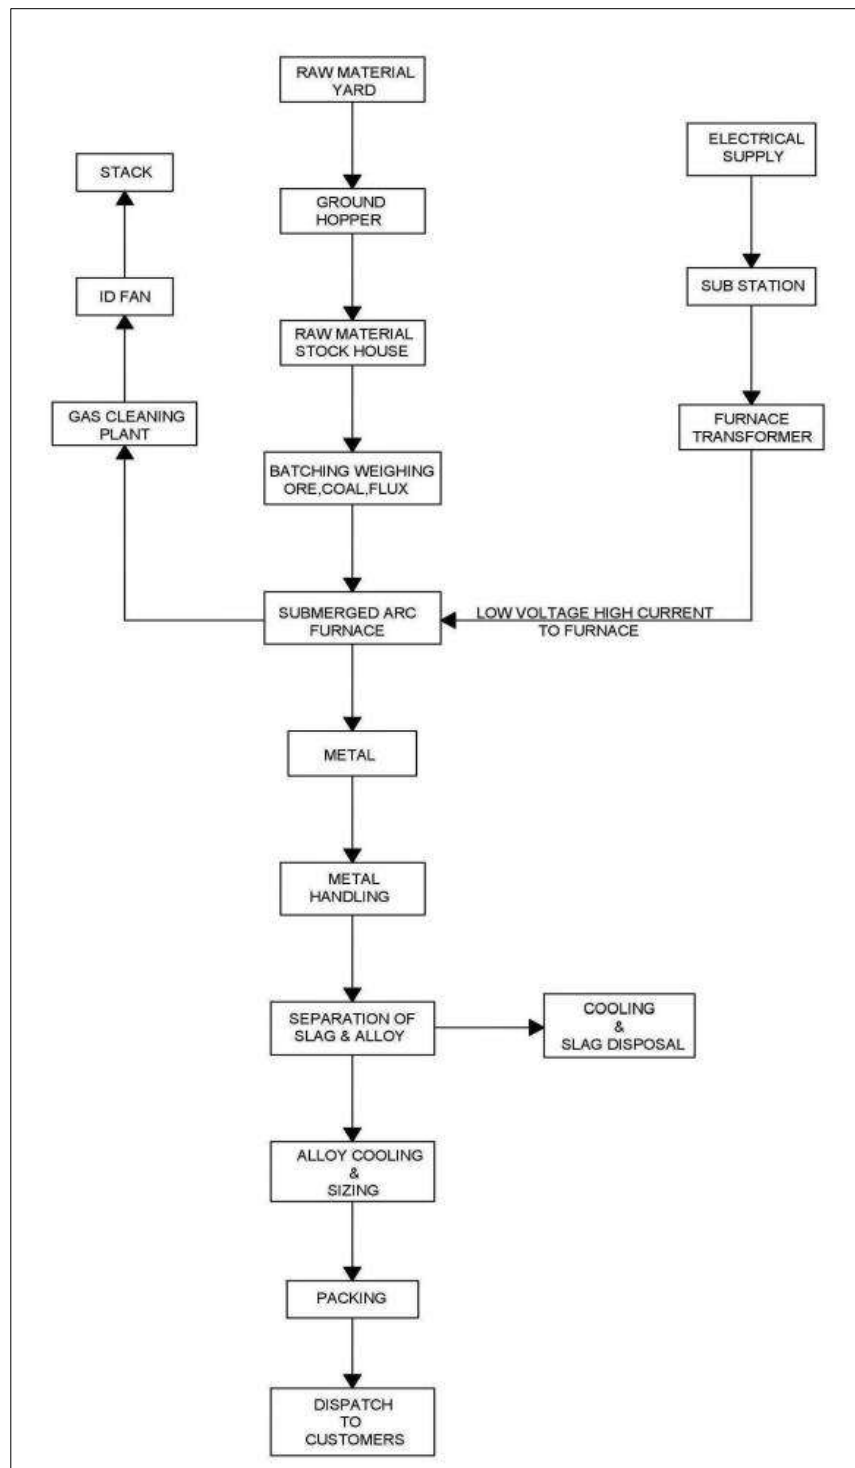 RAW MATERIAL
YARD
ELECTRICAL
SUPPLY
STACK
GROUND
HOPPER
ID FAN
SUB STATION
RAW MATERIAL
STOCK HOUSE
GAS CLEANING
PLANT
FURNACE
TRANSFORMER
BATCHING WEIGHING
ORE,COAL,FLUX
SUBMERGED ARC
FURNACE
LOW VOLTAGE HIGH CURRENT
TO FURNACE
METAL
METAL
HANDLING
SEPARATION OF
SLAG & ALLOY
COOLING
&
SLAG DISPOSAL
ALLOY COOLING
&
SIZING
PACKING
DISPATCH
TO
CUSTOMERS